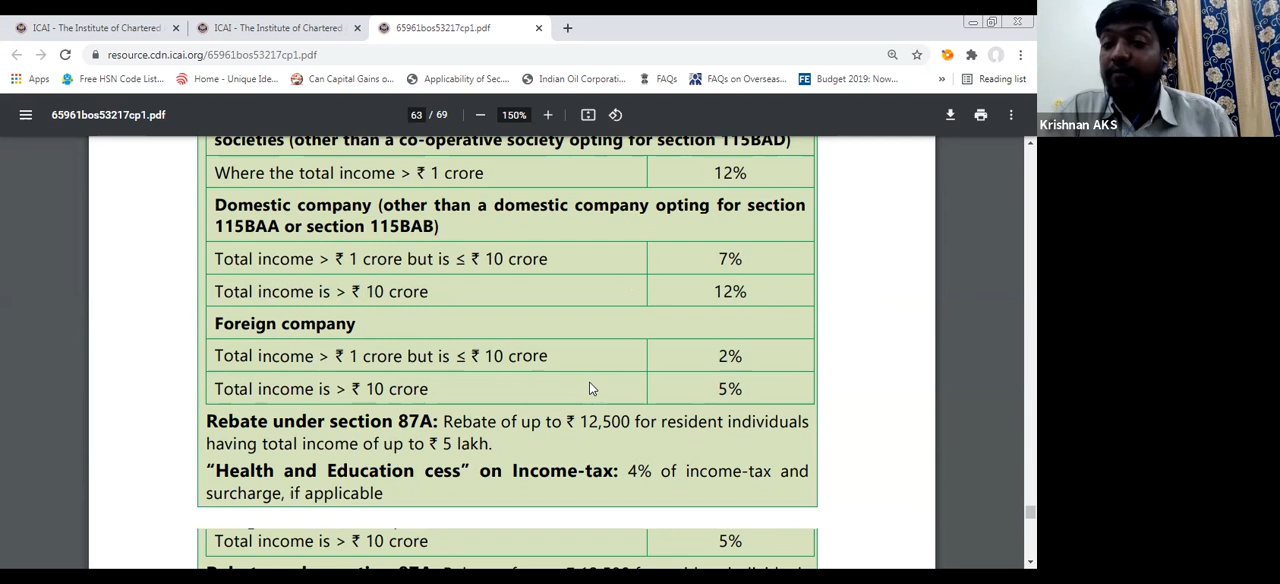 ICAI - The Institute of Chartered
ICAI - The Institute of Chartered
65961bos53217cp1.pdf
resource.cdn.icai.org/65961bos53217cp1.pdf
Apps Free HSN Code List... Home - Unique Ide... Can Capital Gains o... Applicability of Sec... Indian Oil Corporati... FAQs FAQs on Overseas... FE Budget 2019: Now... » Reading list
65961bos53217cp1.pdf 63 / 69 150%
Krishnan AKS
societies (other than a co-operative society opting for section 115BAD)
Where the total income > ₹ 1 crore 12%
Domestic company (other than a domestic company opting for section
115BAA or section 115BAB)
Total income > ₹ 1 crore but is ≤ ₹ 10 crore 7%
Total income is > ₹ 10 crore 12%
Foreign company
Total income > ₹ 1 crore but is ≤ ₹ 10 crore 2%
Total income is > ₹ 10 crore 5%
Rebate under section 87A: Rebate of up to ₹ 12,500 for resident individuals
having total income of up to ₹ 5 lakh.
“Health and Education cess” on Income-tax: 4% of income-tax and
surcharge, if applicable
Total income is > ₹ 10 crore 5%